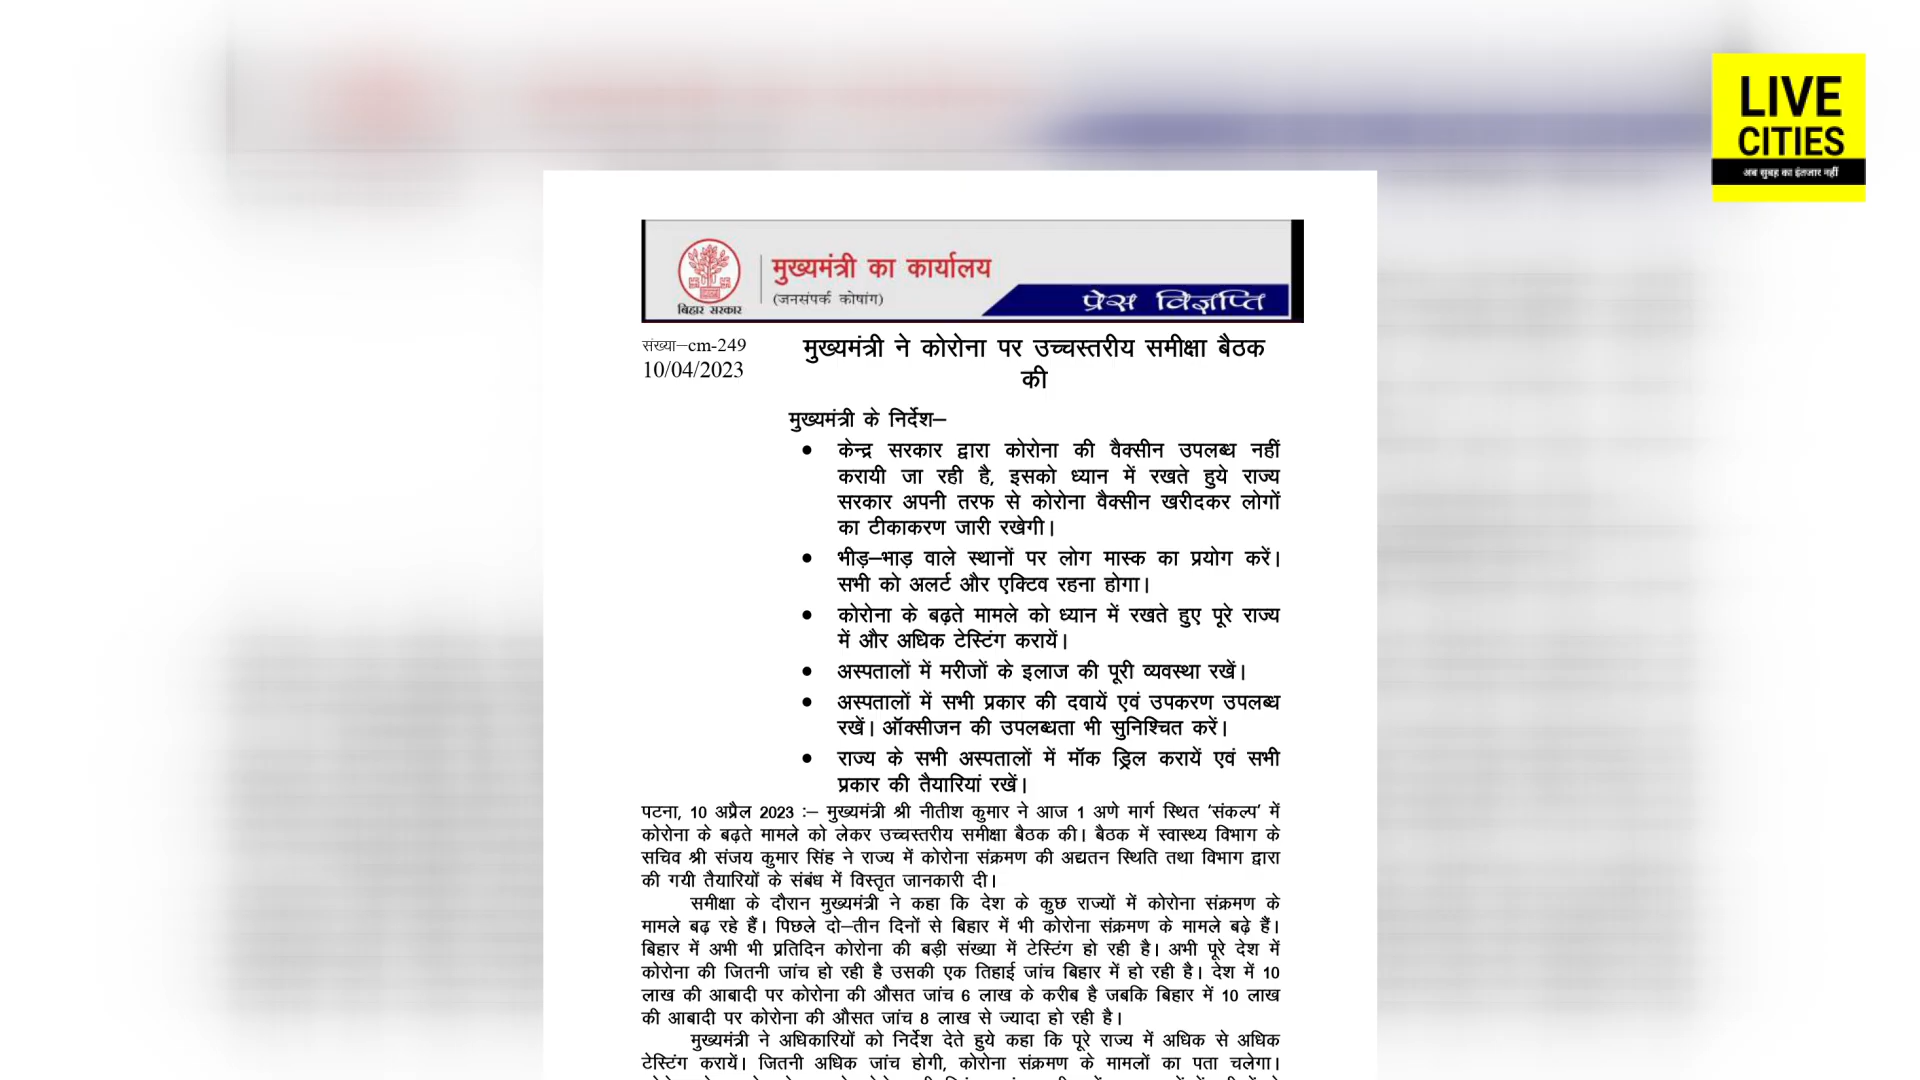 LIVE
CITIES
अब सुबह का इंतजार नहीं
मुख्यमंत्री का कार्यालय
(जनसंपर्क कोषांग)
बिहार सरकार
प्रेस विज्ञप्ति
संख्या–cm-249
10/04/2023
मुख्यमंत्री ने कोरोना पर उच्चस्तरीय समीक्षा बैठक
की
मुख्यमंत्री के निर्देश–
• केन्द्र सरकार द्वारा कोरोना की वैक्सीन उपलब्ध नहीं
करायी जा रही है, इसको ध्यान में रखते हुये राज्य
सरकार अपनी तरफ से कोरोना वैक्सीन खरीदकर लोगों
का टीकाकरण जारी रखेगी।
• भीड़–भाड़ वाले स्थानों पर लोग मास्क का प्रयोग करें।
सभी को अलर्ट और एक्टिव रहना होगा।
• कोरोना के बढ़ते मामले को ध्यान में रखते हुए पूरे राज्य
में और अधिक टेस्टिंग करायें।
• अस्पतालों में मरीजों के इलाज की पूरी व्यवस्था रखें।
• अस्पतालों में सभी प्रकार की दवायें एवं उपकरण उपलब्ध
रखें। ऑक्सीजन की उपलब्धता भी सुनिश्चित करें।
• राज्य के सभी अस्पतालों में मॉक ड्रिल करायें एवं सभी
प्रकार की तैयारियां रखें।
पटना, 10 अप्रैल 2023 :– मुख्यमंत्री श्री नीतीश कुमार ने आज 1 अणे मार्ग स्थित 'संकल्प' में
कोरोना के बढ़ते मामले को लेकर उच्चस्तरीय समीक्षा बैठक की। बैठक में स्वास्थ्य विभाग के
सचिव श्री संजय कुमार सिंह ने राज्य में कोरोना संक्रमण की अद्यतन स्थिति तथा विभाग द्वारा
की गयी तैयारियों के संबंध में विस्तृत जानकारी दी।
समीक्षा के दौरान मुख्यमंत्री ने कहा कि देश के कुछ राज्यों में कोरोना संक्रमण के
मामले बढ़ रहे हैं। पिछले दो–तीन दिनों से बिहार में भी कोरोना संक्रमण के मामले बढ़े हैं।
बिहार में अभी भी प्रतिदिन कोरोना की बड़ी संख्या में टेस्टिंग हो रही है। अभी पूरे देश में
कोरोना की जितनी जांच हो रही है उसकी एक तिहाई जांच बिहार में हो रही है। देश में 10
लाख की आबादी पर कोरोना की औसत जांच 6 लाख के करीब है जबकि बिहार में 10 लाख
की आबादी पर कोरोना की औसत जांच 8 लाख से ज्यादा हो रही है।
मुख्यमंत्री ने अधिकारियों को निर्देश देते हुये कहा कि पूरे राज्य में अधिक से अधिक
टेस्टिंग करायें। जितनी अधिक जांच होगी, कोरोना संक्रमण के मामलों का पता चलेगा।